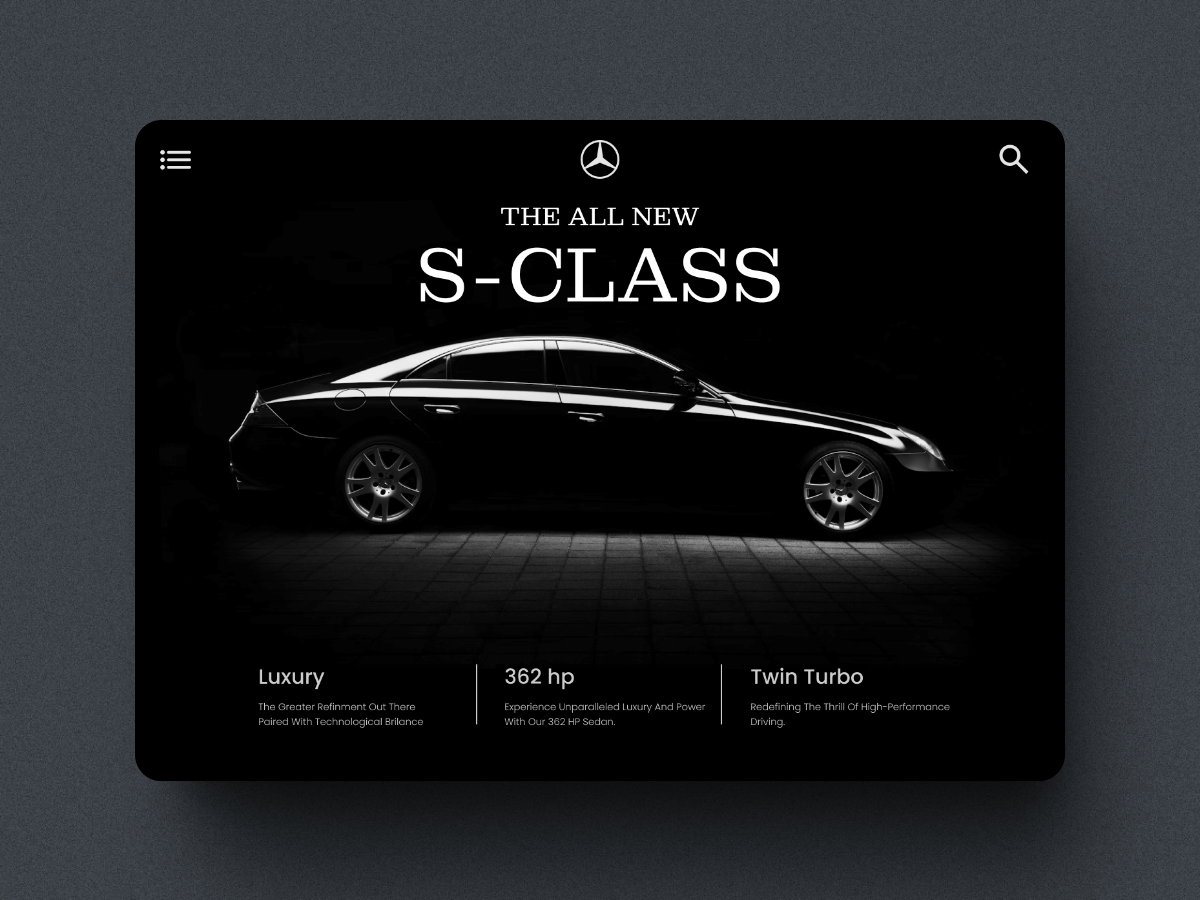 THE ALL NEW
S-CLASS
Luxury
The Greater Refinment Out There
Paired With Technological Brilance
362 hp
Experience Unparalleled Luxury And Power
With Our 362 HP Sedan.
Twin Turbo
Redefining The Thrill Of High-Performance
Driving.